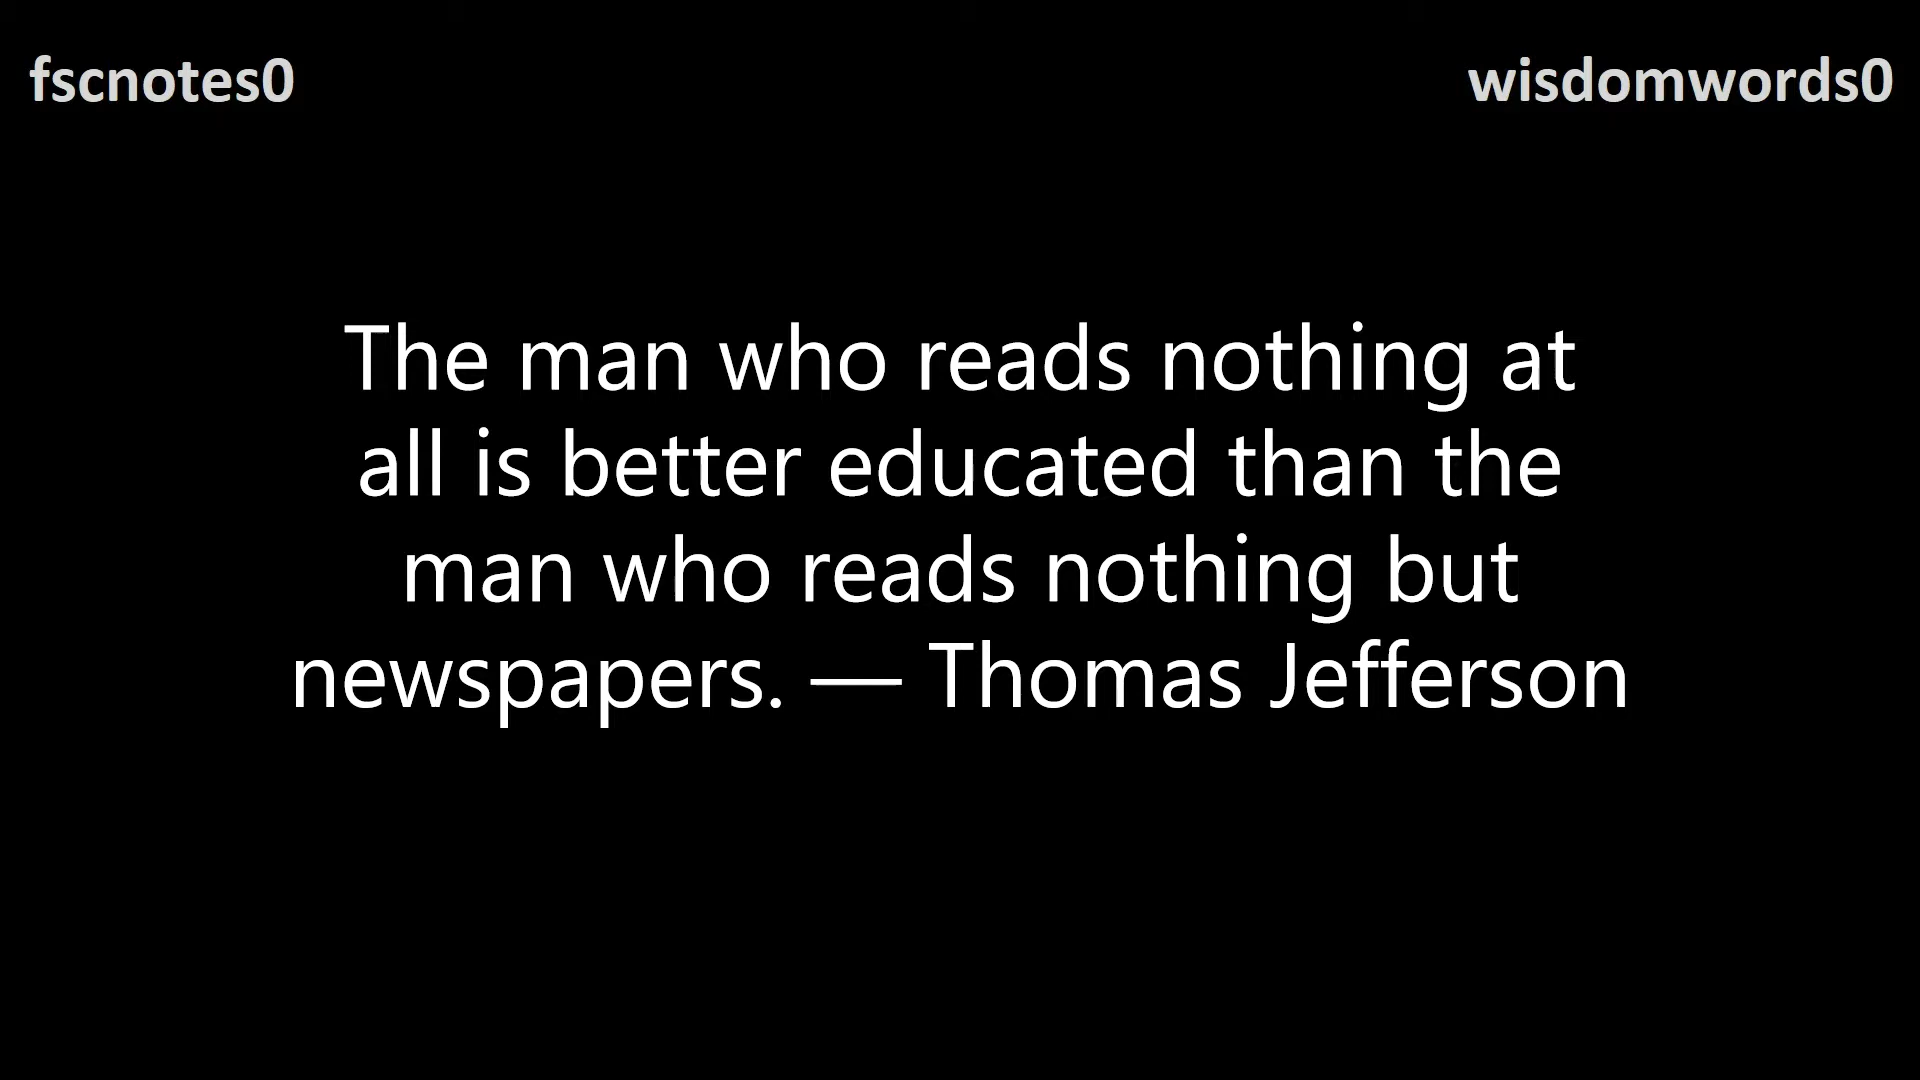 fscnotes0
wisdomwords0
The man who reads nothing at
all is better educated than the
man who reads nothing but
newspapers. — Thomas Jefferson